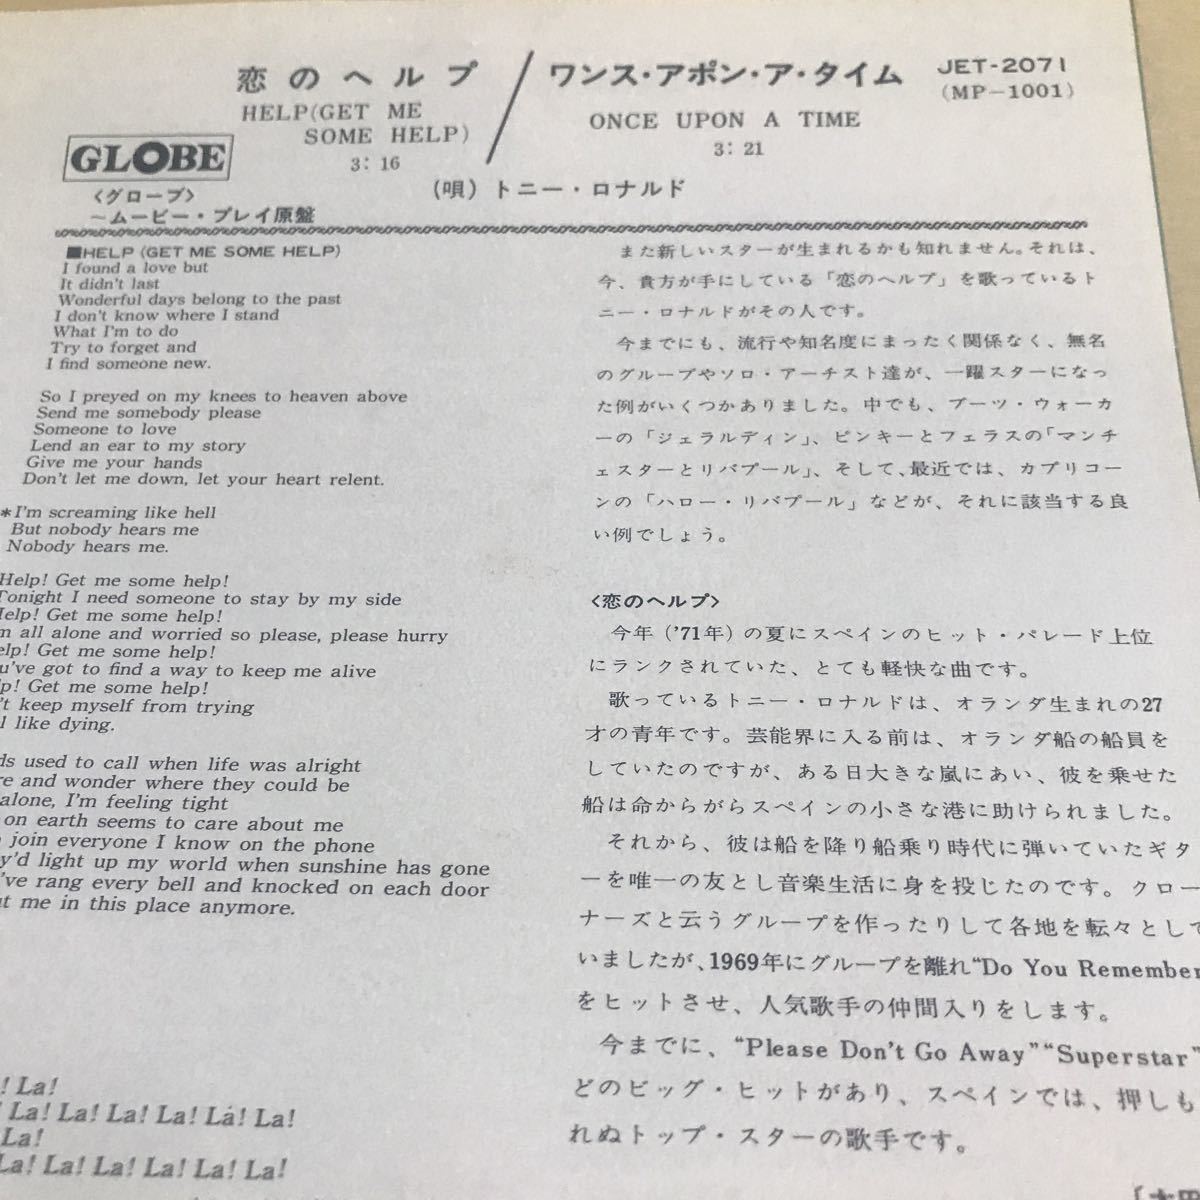 恋のヘルプ
HELP(GET ME
SOME HELP)
3: 16
ワンス・アポン・ア・タイム
ONCE UPON A TIME
3: 21
JET-2071
(MP-1001)
GLOBE
〈グローブ〉
〜ムービー・プレイ原盤
(唄) トニー・ロナルド
■HELP (GET ME SOME HELP)
I found a love but
It didn't last
Wonderful days belong to the past
I don't know where I stand
What I'm to do
Try to forget and
I find someone new.
So I preyed on my knees to heaven above
Send me somebody please
Someone to love
Lend an ear to my story
Give me your hands
Don't let me down, let your heart relent.
*I'm screaming like hell
But nobody hears me
Nobody hears me.
Help! Get me some help!
Tonight I need someone to stay by my side
Help! Get me some help!
m all alone and worried so please, please hurry
elp! Get me some help!
u've got to find a way to keep me alive
lp! Get me some help!
't keep myself from trying
l like dying.
ds used to call when life was alright
re and wonder where they could be
alone, I'm feeling tight
on earth seems to care about me
join everyone I know on the phone
y'd light up my world when sunshine has gone
've rang every bell and knocked on each door
ut me in this place anymore.
! La!
! La! La! La! La! La! La!
La!
La! La! La! La! La! La!
また新しいスターが生まれるかも知れません。それは、
今、貴方が手にしている「恋のヘルプ」を歌っているト
ニー・ロナルドがその人です。
今までにも、流行や知名度にまったく関係なく、無名
のグループやソロ・アーチスト達が、一躍スターになっ
た例がいくつかありました。中でも、ブーツ・ウォーカ
ーの「ジェラルディン」、ピンキーとフェラスの「マンチ
ェスターとリバプール」、そして、最近では、カプリコー
ンの「ハロー・リバプール」などが、それに該当する良
い例でしょう。
〈恋のヘルプ〉
今年('71年)の夏にスペインのヒット・パレード上位
にランクされていた、とても軽快な曲です。
歌っているトニー・ロナルドは、オランダ生まれの27
才の青年です。芸能界に入る前は、オランダ船の船員を
していたのですが、ある日大きな嵐にあい、彼を乗せた
船は命からがらスペインの小さな港に助けられました。
それから、彼は船を降り船乗り時代に弾いていたギタ
ーを唯一の友とし音楽生活に身を投じたのです。クロー
ナーズと云うグループを作ったりして各地を転々として
いましたが、1969年にグループを離れ“Do You Remember
をヒットさせ、人気歌手の仲間入りをします。
今までに、“Please Don't Go Away”“Superstar”
どのビッグ・ヒットがあり、スペインでは、押しも
れぬトップ・スターの歌手です。